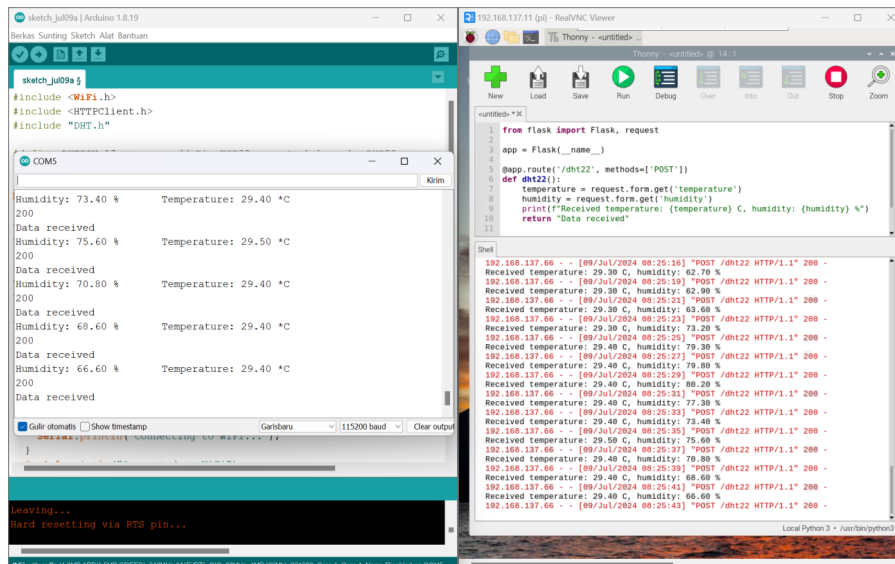 sketch_jul09a | Arduino 1.8.19
Berkas Sunting Sketch Alat Bantuan
sketch_jul09a §
#include <WiFi.h>
#include <HTTPClient.h>
#include "DHT.h"
COM5
Kirim
Humidity: 73.40 % Temperature: 29.40 *C
200
Data received
Humidity: 75.60 % Temperature: 29.50 *C
200
Data received
Humidity: 70.80 % Temperature: 29.40 *C
200
Data received
Humidity: 68.60 % Temperature: 29.40 *C
200
Data received
Humidity: 66.60 % Temperature: 29.40 *C
200
Data received
Gulir otomatis Show timestamp Garisbaru 115200 baud Clear output
Serial.println("Connecting to WiFi...");
}
Leaving...
Hard resetting via RTS pin...
192.168.137.11 (pi) - RealVNC Viewer
Thonny - <untitled> ...
Thonny - <untitled> @ 14:1
New Load Save Run Debug Over Into Out Stop Zoom
<untitled> *
1 from flask import Flask, request
2
3 app = Flask(__name__)
4
5 @app.route('/dht22', methods=['POST'])
6 def dht22():
7 temperature = request.form.get('temperature')
8 humidity = request.form.get('humidity')
9 print(f"Received temperature: {temperature} C, humidity: {humidity} %")
10 return "Data received"
11
Shell
192.168.137.66 - - [09/Jul/2024 08:25:16] "POST /dht22 HTTP/1.1" 200 -
Received temperature: 29.30 C, humidity: 62.70 %
192.168.137.66 - - [09/Jul/2024 08:25:19] "POST /dht22 HTTP/1.1" 200 -
Received temperature: 29.30 C, humidity: 62.90 %
192.168.137.66 - - [09/Jul/2024 08:25:21] "POST /dht22 HTTP/1.1" 200 -
Received temperature: 29.30 C, humidity: 63.60 %
192.168.137.66 - - [09/Jul/2024 08:25:23] "POST /dht22 HTTP/1.1" 200 -
Received temperature: 29.30 C, humidity: 73.20 %
192.168.137.66 - - [09/Jul/2024 08:25:25] "POST /dht22 HTTP/1.1" 200 -
Received temperature: 29.40 C, humidity: 79.30 %
192.168.137.66 - - [09/Jul/2024 08:25:27] "POST /dht22 HTTP/1.1" 200 -
Received temperature: 29.40 C, humidity: 79.80 %
192.168.137.66 - - [09/Jul/2024 08:25:29] "POST /dht22 HTTP/1.1" 200 -
Received temperature: 29.40 C, humidity: 80.20 %
192.168.137.66 - - [09/Jul/2024 08:25:31] "POST /dht22 HTTP/1.1" 200 -
Received temperature: 29.40 C, humidity: 77.30 %
192.168.137.66 - - [09/Jul/2024 08:25:33] "POST /dht22 HTTP/1.1" 200 -
Received temperature: 29.40 C, humidity: 73.40 %
192.168.137.66 - - [09/Jul/2024 08:25:35] "POST /dht22 HTTP/1.1" 200 -
Received temperature: 29.50 C, humidity: 75.60 %
192.168.137.66 - - [09/Jul/2024 08:25:37] "POST /dht22 HTTP/1.1" 200 -
Received temperature: 29.40 C, humidity: 70.80 %
192.168.137.66 - - [09/Jul/2024 08:25:39] "POST /dht22 HTTP/1.1" 200 -
Received temperature: 29.40 C, humidity: 68.60 %
192.168.137.66 - - [09/Jul/2024 08:25:41] "POST /dht22 HTTP/1.1" 200 -
Received temperature: 29.40 C, humidity: 66.60 %
192.168.137.66 - - [09/Jul/2024 08:25:43] "POST /dht22 HTTP/1.1" 200 -
Local Python 3 • /usr/bin/python3